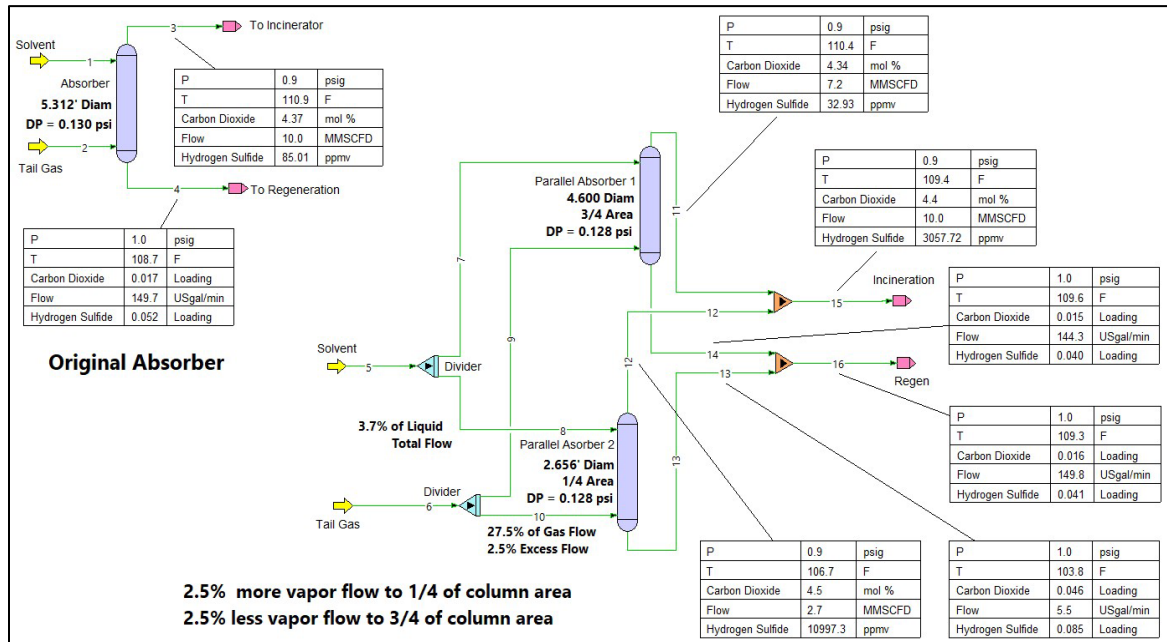 3
To Incinerator
Solvent
1
Absorber
5.312' Diam
DP = 0.130 psi
2
Tail Gas
4
To Regeneration
P 0.9 psig
T 110.9 F
Carbon Dioxide 4.37 mol %
Flow 10.0 MMSCFD
Hydrogen Sulfide 85.01 ppmv
P 1.0 psig
T 108.7 F
Carbon Dioxide 0.017 Loading
Flow 149.7 USgal/min
Hydrogen Sulfide 0.052 Loading
Original Absorber
P 0.9 psig
T 110.4 F
Carbon Dioxide 4.34 mol %
Flow 7.2 MMSCFD
Hydrogen Sulfide 32.93 ppmv
Parallel Absorber 1
4.600 Diam
3/4 Area
DP = 0.128 psi
11
7
9
P 0.9 psig
T 109.4 F
Carbon Dioxide 4.4 mol %
Flow 10.0 MMSCFD
Hydrogen Sulfide 3057.72 ppmv
Incineration
15
12
P 1.0 psig
T 109.6 F
Carbon Dioxide 0.015 Loading
Flow 144.3 USgal/min
Hydrogen Sulfide 0.040 Loading
14
16
13
Regen
12
Solvent
5
Divider
3.7% of Liquid
Total Flow
8
Parallel Asorber 2
2.656' Diam
1/4 Area
DP = 0.128 psi
13
Divider
6
Tail Gas
10
27.5% of Gas Flow
2.5% Excess Flow
P 1.0 psig
T 109.3 F
Carbon Dioxide 0.016 Loading
Flow 149.8 USgal/min
Hydrogen Sulfide 0.041 Loading
P 0.9 psig
T 106.7 F
Carbon Dioxide 4.5 mol %
Flow 2.7 MMSCFD
Hydrogen Sulfide 10997.3 ppmv
P 1.0 psig
T 103.8 F
Carbon Dioxide 0.046 Loading
Flow 5.5 USgal/min
Hydrogen Sulfide 0.085 Loading
2.5% more vapor flow to 1/4 of column area
2.5% less vapor flow to 3/4 of column area